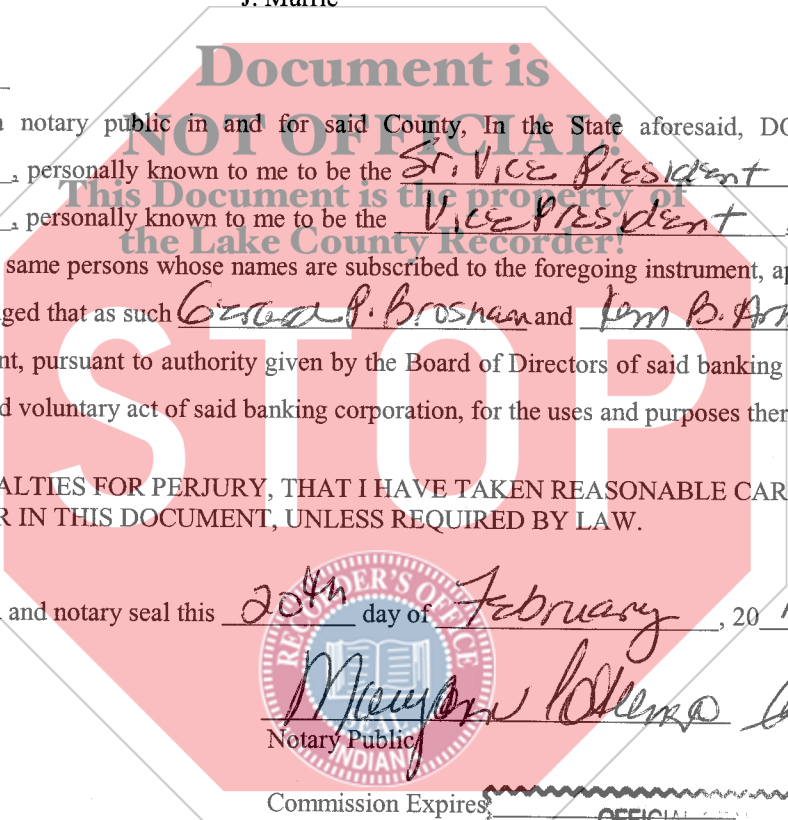 J. Murrie
Document is
NOT OFFICIAL!
This Document is the property of
the Lake County Recorder!
STOP
notary public in and for said County, In the State aforesaid, DO
, personally known to me to be the Sr. Vice President
, personally known to me to be the Vice President
same persons whose names are subscribed to the foregoing instrument, ap
ged that as such P. Brosnan and B. Ar
nt, pursuant to authority given by the Board of Directors of said banking
d voluntary act of said banking corporation, for the uses and purposes ther
ALTIES FOR PERJURY, THAT I HAVE TAKEN REASONABLE CAR
R IN THIS DOCUMENT, UNLESS REQUIRED BY LAW.
and notary seal this 20th day of February, 20
RECORDER'S OFFICE
SEAL
INDIANA
Notary Public
Commission Expires
OFFICIAL